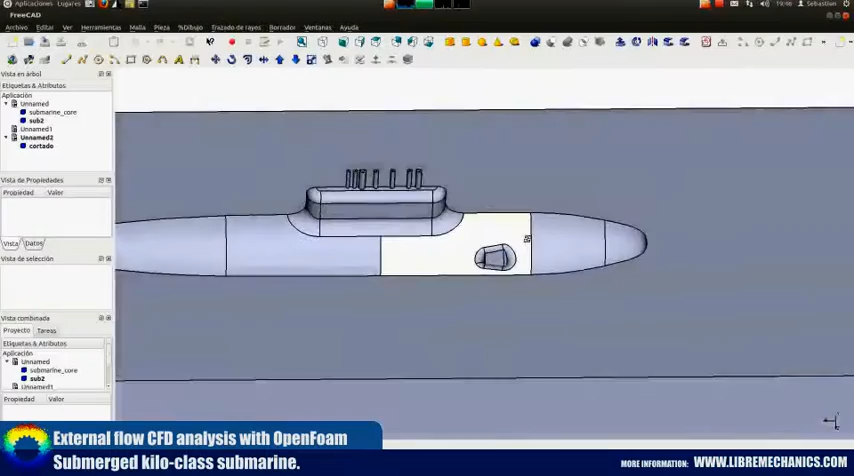 Aplicaciones Lugares
19:46 Sebastian
FreeCAD
Archivo Editar Ver Herramientas Malla Pieza %Dibujo Trazado de rayos Borrador Ventanas Ayuda
Vista en árbol
Etiquetas & Atributos
Aplicación
Unnamed
submarine_core
sub2
Unnamed1
Unnamed2
cortado
Vista de Propiedades
Propiedad Valor
Vista Datos
Vista de selección
Vista combinada
Proyecto Tareas
Etiquetas & Atributos
Aplicación
Unnamed
submarine_core
sub2
Unnamed1
Propiedad Valor
External flow CFD analysis with OpenFoam
Submerged kilo-class submarine.
MORE INFORMATION: WWW.LIBREMECHANICS.COM